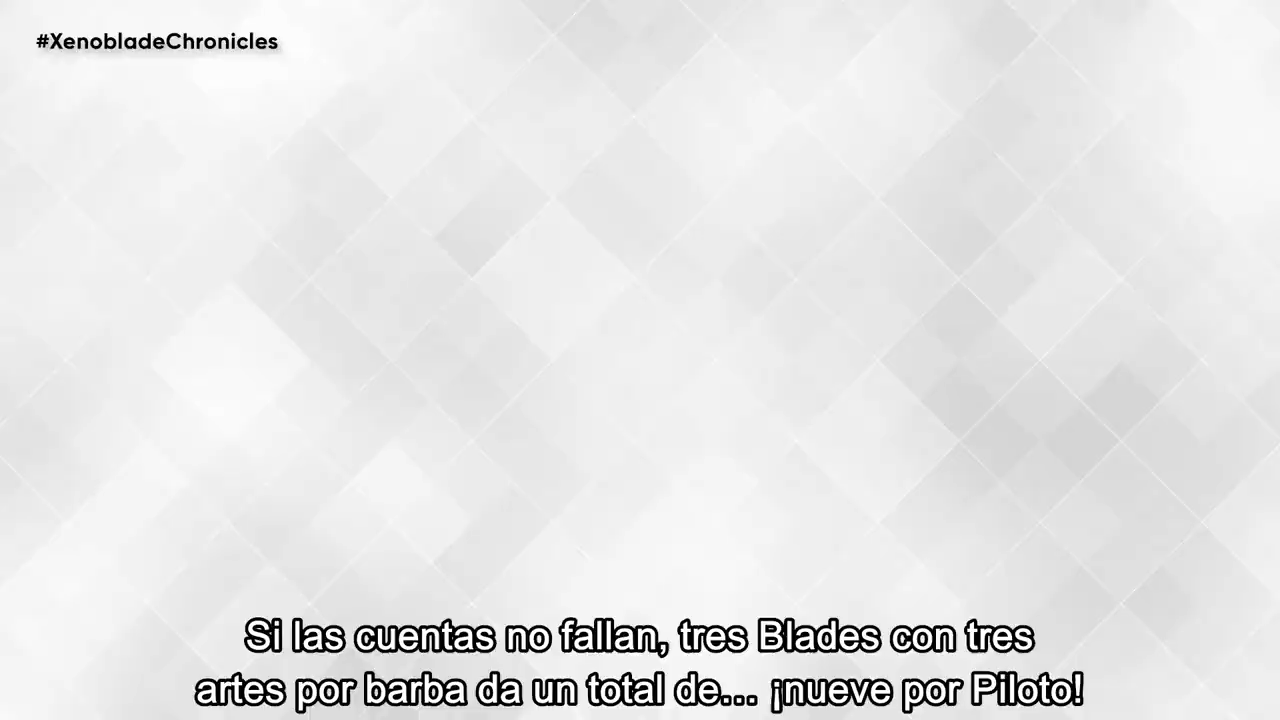 #XenobladeChronicles
Si las cuentas no fallan, tres Blades con tres
artes por barba da un total de... ¡nueve por Piloto!